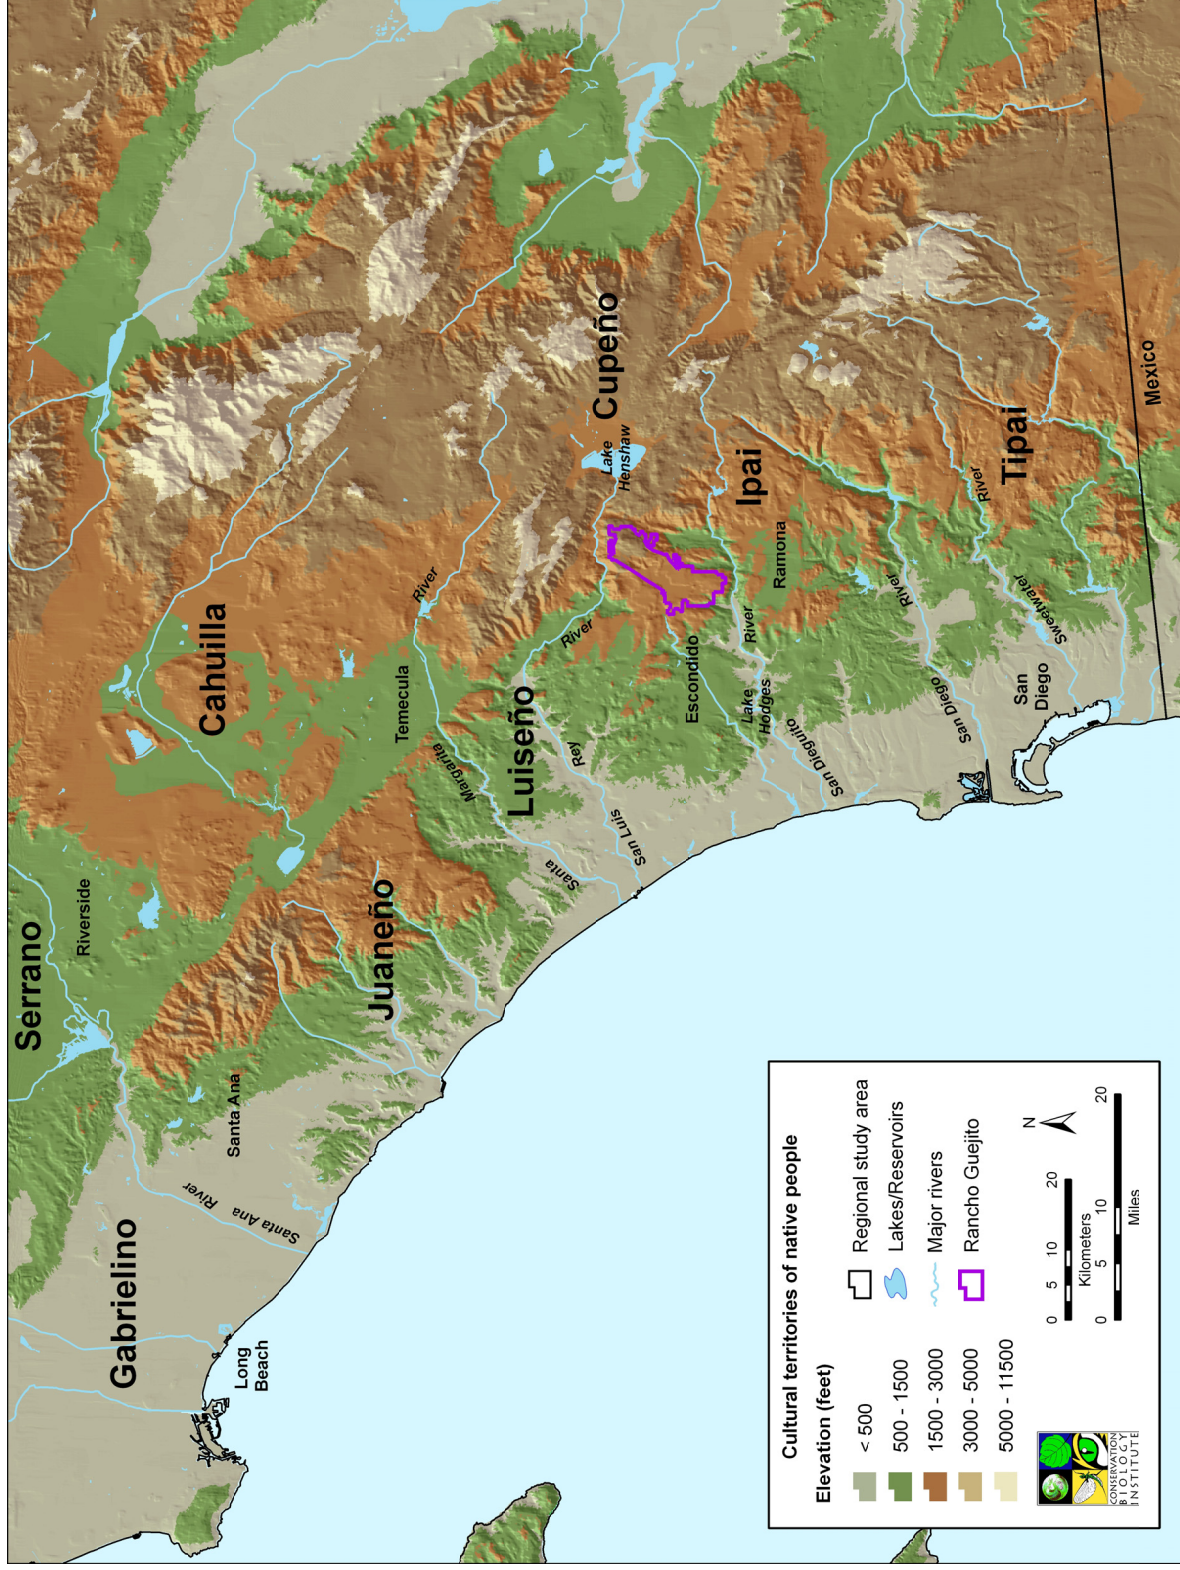 Serrano
Riverside
Gabrielino
Cahuilla
Santa Ana
Santa Ana
River
Long
Beach
Juaneño
Temecula
River
Margarita
Santa
Luiseño
River
Rey
San Luis
Cupeño
Lake
Henshaw
Escondido
Ipai
Ramona
River
Lake
Hodges
San Dieguito
River
San Diego
San
Diego
River
Sweetwater
Tipai
Mexico
Cultural territories of native people
Elevation (feet)
< 500
500 - 1500
1500 - 3000
3000 - 5000
5000 - 11500
Regional study area
Lakes/Reservoirs
Major rivers
Rancho Guejito
N
0 5 10 20
Kilometers
0 5 10 20
Miles
CONSERVATION
BIOLOGY
INSTITUTE